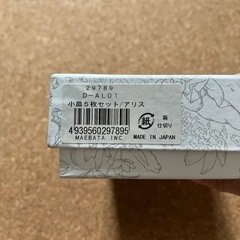 29789
D-AL01
小皿5枚セット/アリス
4939560297895
MAEBATA INC.
紙
箱
仕切り
MADE IN JAPAN